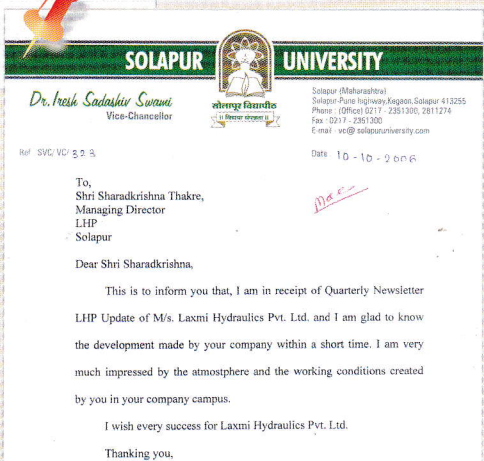 SOLAPUR UNIVERSITY
Dr. Iresh Sadashiv Swami
Vice-Chancellor
सोलापूर विद्यापीठ
॥ विद्यया संपन्नता ॥
Solapur (Maharashtra)
Solapur-Pune highway, Kegaon, Solapur 413255
Phone : (Office) 0217 - 2351300, 2811274
Fax : 0217 - 2351300
E-mail - vc@ solapuruniversity.com
Ref SVC/ VC/ 323
Date 10-10-2006
To,
Shri Sharadkrishna Thakre,
Managing Director
LHP
Solapur
Dear Shri Sharadkrishna,
This is to inform you that, I am in receipt of Quarterly Newsletter
LHP Update of M/s. Laxmi Hydraulics Pvt. Ltd. and I am glad to know
the development made by your company within a short time. I am very
much impressed by the atmostphere and the working conditions created
by you in your company campus.
I wish every success for Laxmi Hydraulics Pvt. Ltd.
Thanking you,